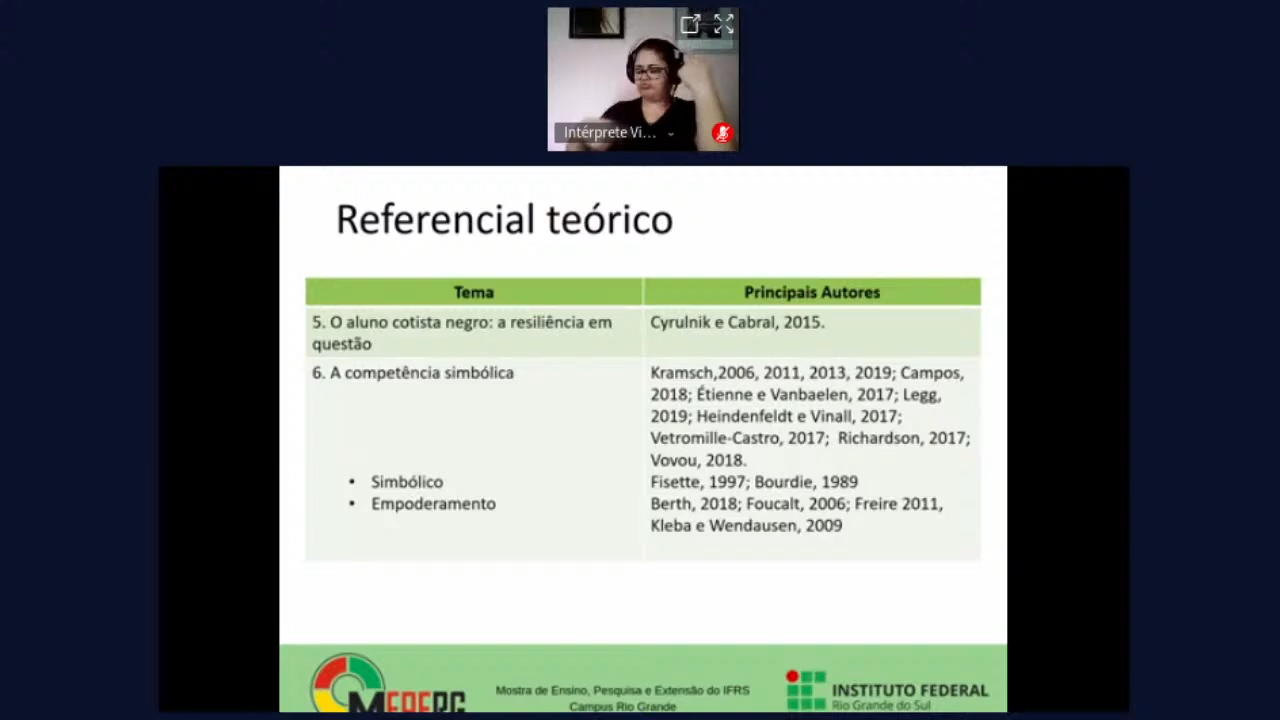 Intérprete Vi...
Referencial teórico
Tema
Principais Autores
5. O aluno cotista negro: a resiliência em
questão
Cyrulnik e Cabral, 2015.
6. A competência simbólica
Kramsch,2006, 2011, 2013, 2019; Campos,
2018; Étienne e Vanbaelen, 2017; Legg,
2019; Heindenfeldt e Vinall, 2017;
Vetromille-Castro, 2017; Richardson, 2017;
Vovou, 2018.
• Simbólico
Fisette, 1997; Bourdie, 1989
• Empoderamento
Berth, 2018; Foucalt, 2006; Freire 2011,
Kleba e Wendausen, 2009
Mostra de Ensino, Pesquisa e Extensão do IFRS
Campus Rio Grande
INSTITUTO FEDERAL
Rio Grande do Sul